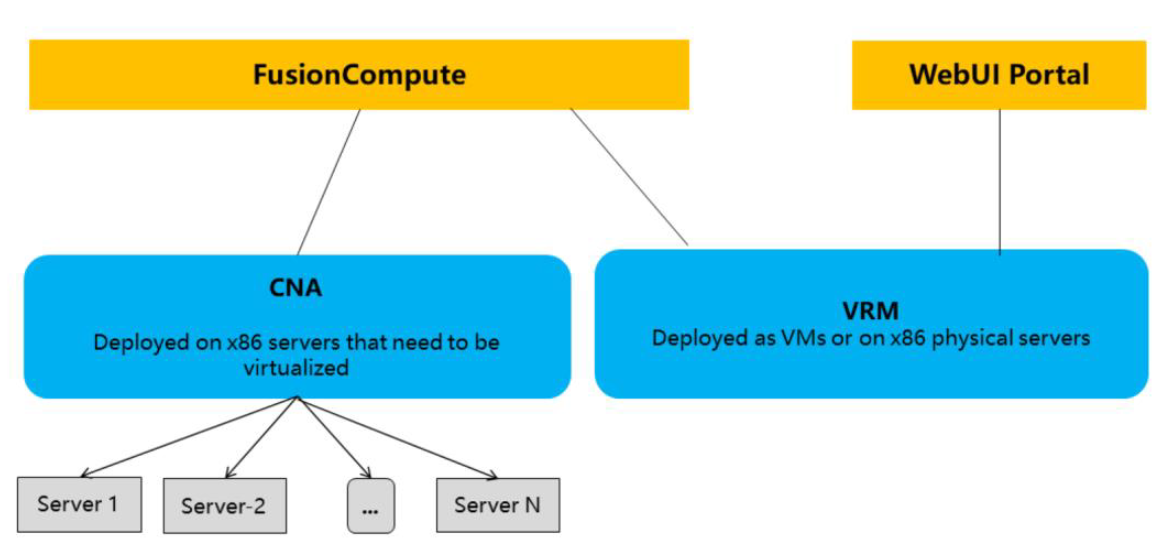 FusionCompute
WebUI Portal
CNA
Deployed on x86 servers that need to be
virtualized
VRM
Deployed as VMs or on x86 physical servers
Server 1
Server-2
...
Server N